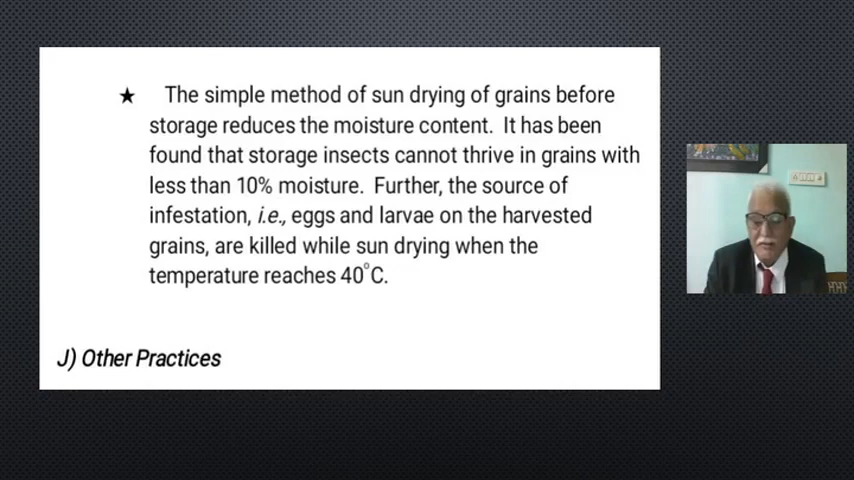 ★ The simple method of sun drying of grains before
storage reduces the moisture content. It has been
found that storage insects cannot thrive in grains with
less than 10% moisture. Further, the source of
infestation, i.e., eggs and larvae on the harvested
grains, are killed while sun drying when the
temperature reaches 40°C.
J) Other Practices